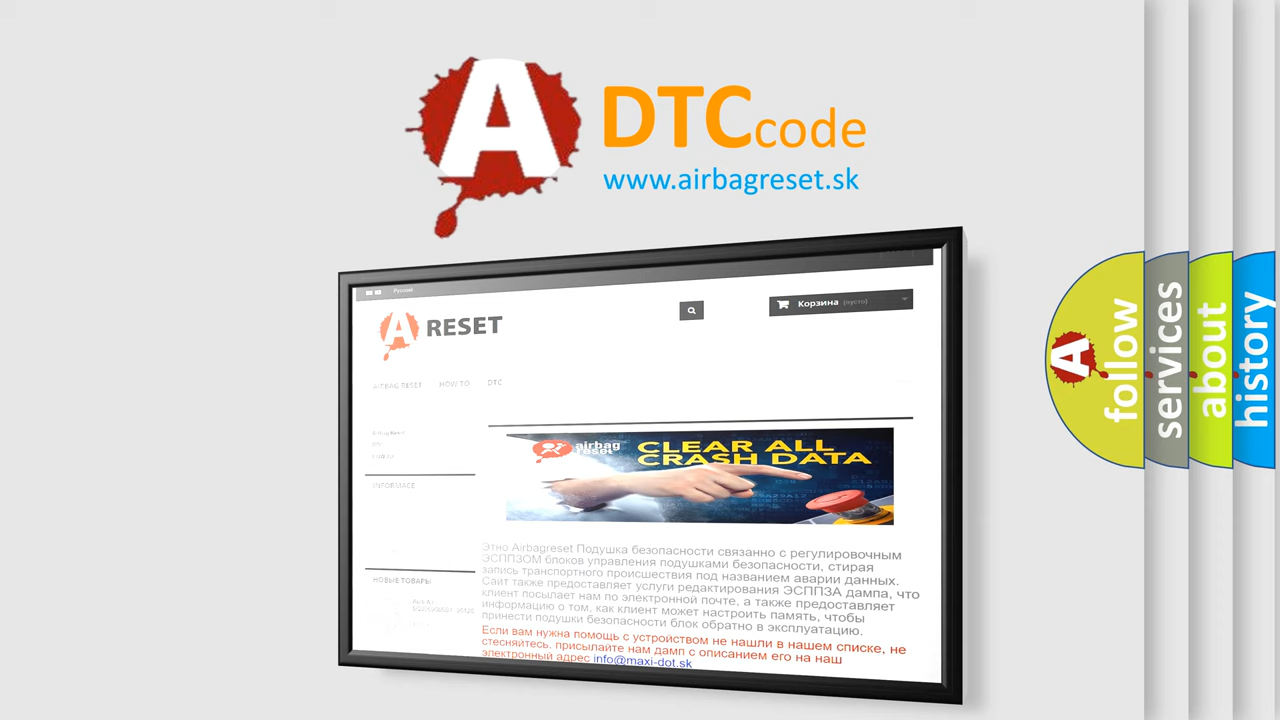 A
DTCcode
www.airbagreset.sk
Русский
A RESET
Корзина (пусто)
AIRBAG RESET HOW TO DTC
INFORMACE
airbag
reset
CLEAR ALL
CRASH DATA
НОВЫЕ ТОВАРЫ
Этно Airbagreset Подушка безопасности связанно с регулировочным
ЭСППЗОМ блоков управления подушками безопасности, стирая
запись транспортного происшествия под названием аварии данных.
Сайт также предоставляет услуги редактирования ЭСППЗА дампа, что
клиент посылает нам по электронной почте, а также предоставляет
информацию о том, как клиент может настроить память, чтобы
принести подушки безопасности блок обратно в эксплуатацию.
Если вам нужна помощь с устройством не нашли в нашем списке, не
стесняйтесь, присылайте нам дамп с описанием его на наш
электронный адрес info@maxi-dot.sk
A
follow
services
about
history